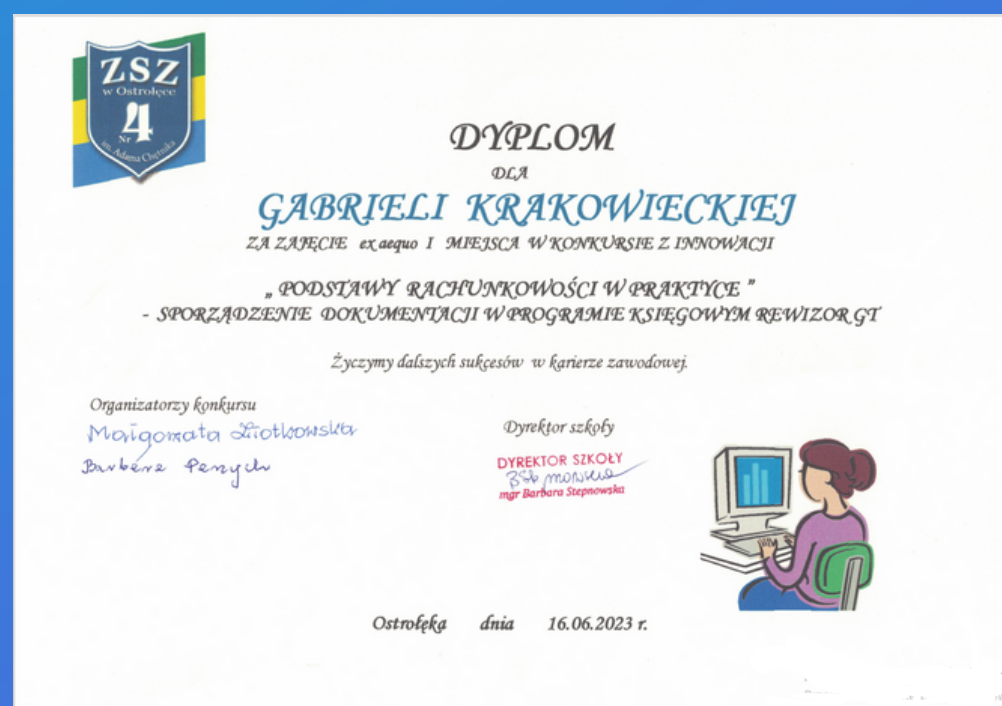 ZSZ
w Ostrołęce
Nr 4
im. Adama Chętnika
DYPLOM
DLA
GABRIELI KRAKOWIECKIEJ
ZA ZAJĘCIE ex aequo I MIEJSCA W KONKURSIE Z INNOWACJI
„ PODSTAWY RACHUNKOWOŚCI W PRAKTYCE ”
- SPORZĄDZENIE DOKUMENTACJI W PROGRAMIE KSIĘGOWYM REWIZOR GT
Życzymy dalszych sukcesów w karierze zawodowej.
Organizatorzy konkursu
Małgorzata
Barbara
Dyrektor szkoły
DYREKTOR SZKOŁY
mgr Barbara Stepnowska
Ostrołęka dnia 16.06.2023 r.